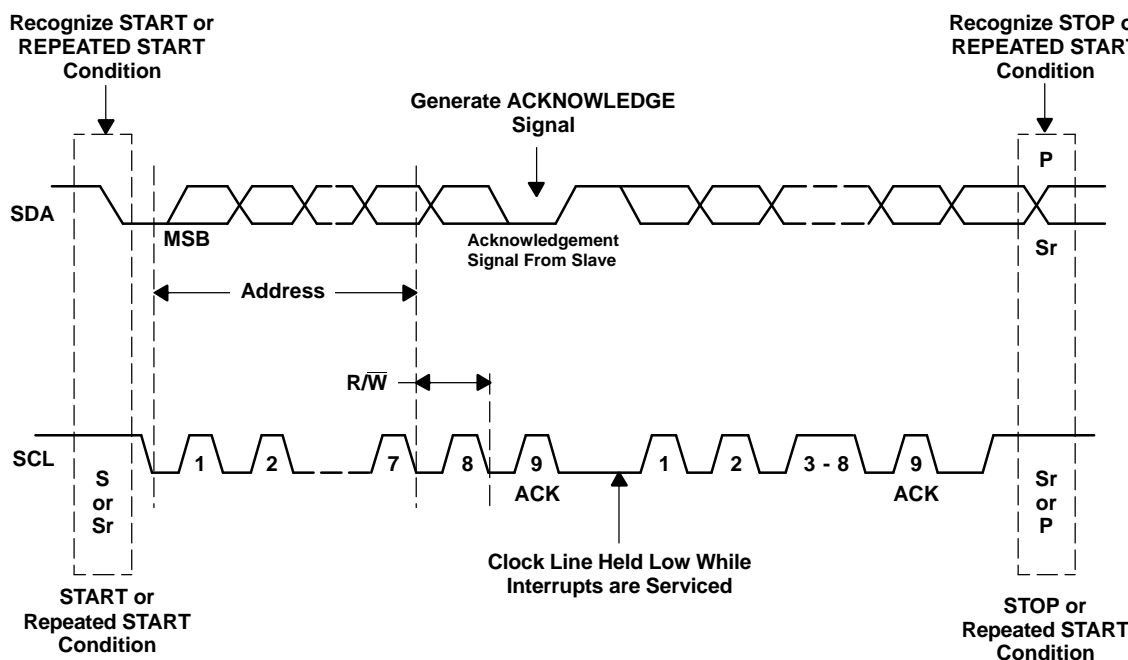 Recognize START or
REPEATED START
Condition
Recognize STOP o
REPEATED START
Condition
Generate ACKNOWLEDGE
Signal
P
SDA
MSB
Acknowledgement
Signal From Slave
Sr
Address
R/W̅
SCL
1
2
7
8
9
1
2
3 - 8
9
ACK
ACK
S
or
Sr
Sr
or
P
Clock Line Held Low While
Interrupts are Serviced
START or
Repeated START
Condition
STOP or
Repeated START
Condition